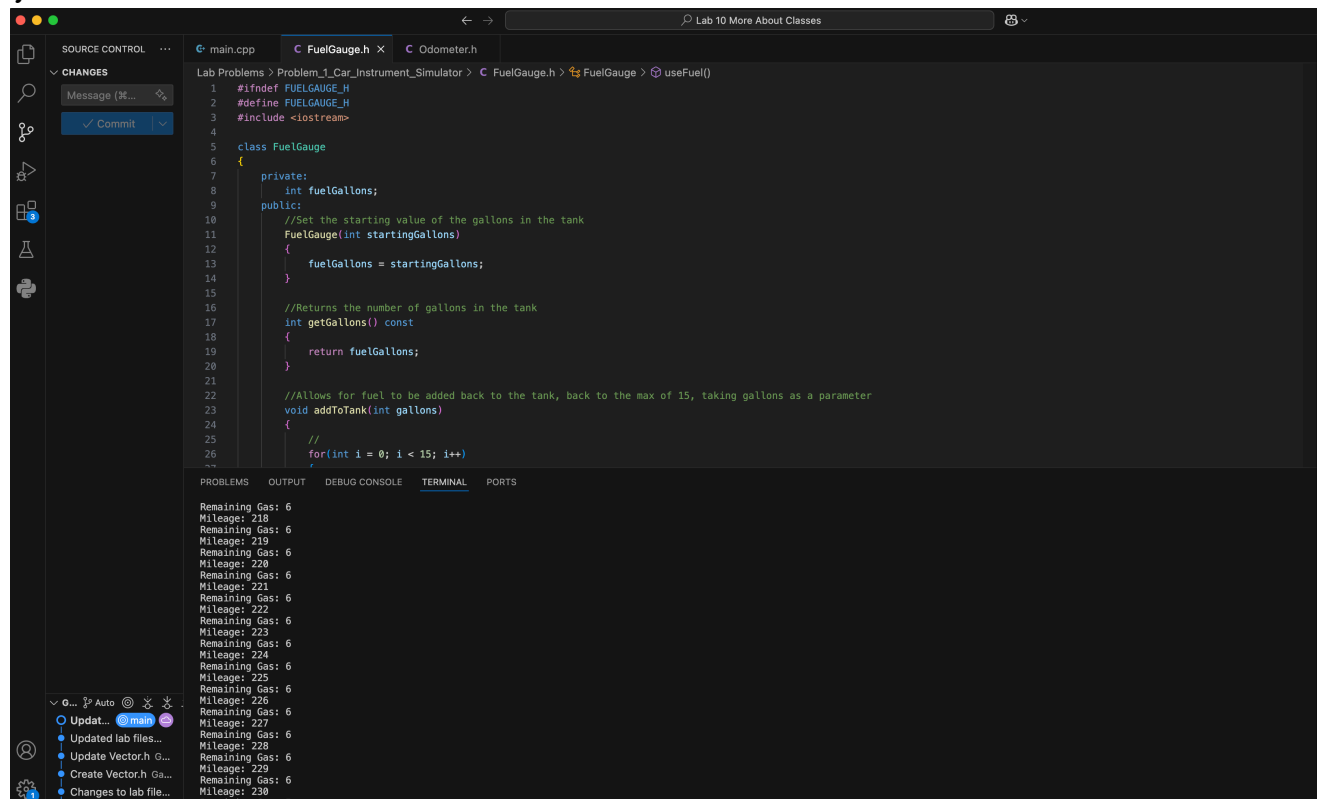 Lab 10 More About Classes
SOURCE CONTROL ···
main.cpp
C FuelGauge.h ×
C Odometer.h
CHANGES
Message (⌘...
Commit
Lab Problems > Problem_1_Car_Instrument_Simulator > C FuelGauge.h > FuelGauge > useFuel()
1 #ifndef FUELGAUGE_H
2 #define FUELGAUGE_H
3 #include <iostream>
4
5 class FuelGauge
6 {
7 private:
8 int fuelGallons;
9 public:
10 //Set the starting value of the gallons in the tank
11 FuelGauge(int startingGallons)
12 {
13 fuelGallons = startingGallons;
14 }
15
16 //Returns the number of gallons in the tank
17 int getGallons() const
18 {
19 return fuelGallons;
20 }
21
22 //Allows for fuel to be added back to the tank, back to the max of 15, taking gallons as a parameter
23 void addToTank(int gallons)
24 {
25 //
26 for(int i = 0; i < 15; i++)
3
PROBLEMS OUTPUT DEBUG CONSOLE TERMINAL PORTS
Remaining Gas: 6
Mileage: 218
Remaining Gas: 6
Mileage: 219
Remaining Gas: 6
Mileage: 220
Remaining Gas: 6
Mileage: 221
Remaining Gas: 6
Mileage: 222
Remaining Gas: 6
Mileage: 223
Remaining Gas: 6
Mileage: 224
Remaining Gas: 6
Mileage: 225
Remaining Gas: 6
Mileage: 226
Remaining Gas: 6
Mileage: 227
Remaining Gas: 6
Mileage: 228
Remaining Gas: 6
Mileage: 229
Remaining Gas: 6
Mileage: 230
G... Auto
Updat... main
Updated lab files...
Update Vector.h G...
Create Vector.h Ga...
Changes to lab file...
1